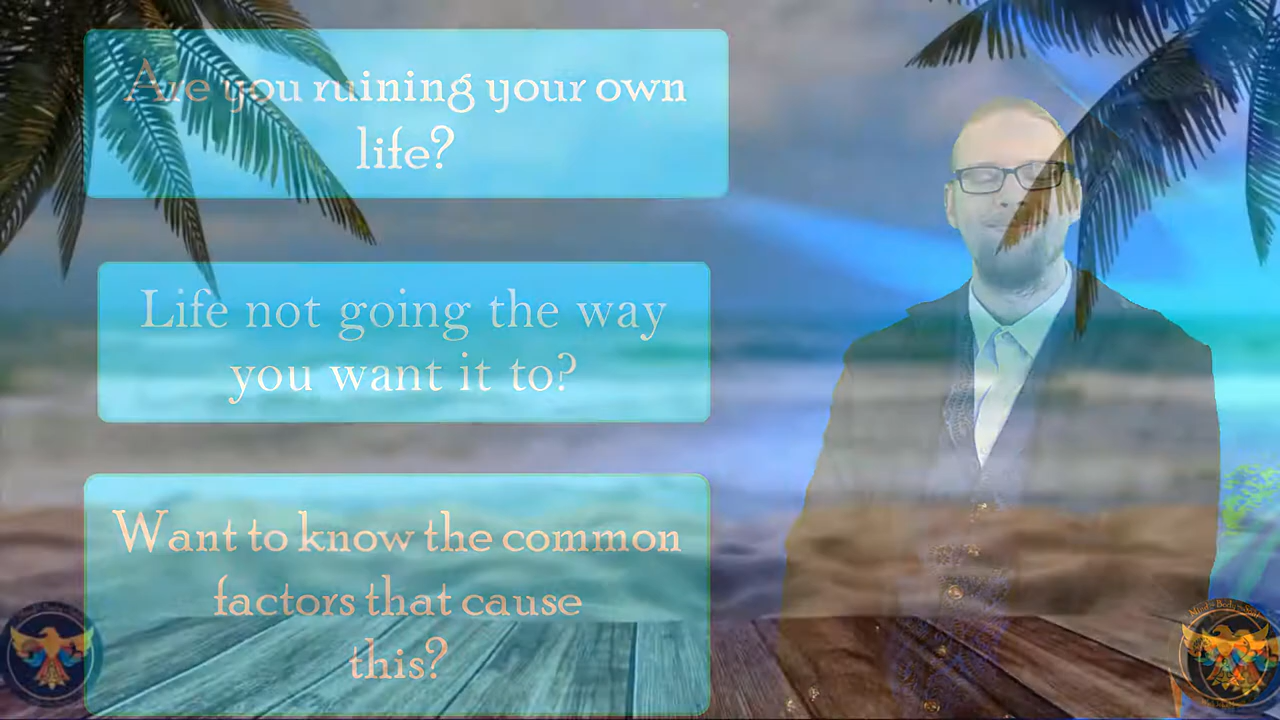 Are you ruining your own
life?
Life not going the way
you want it to?
Want to know the common
factors that cause
this?